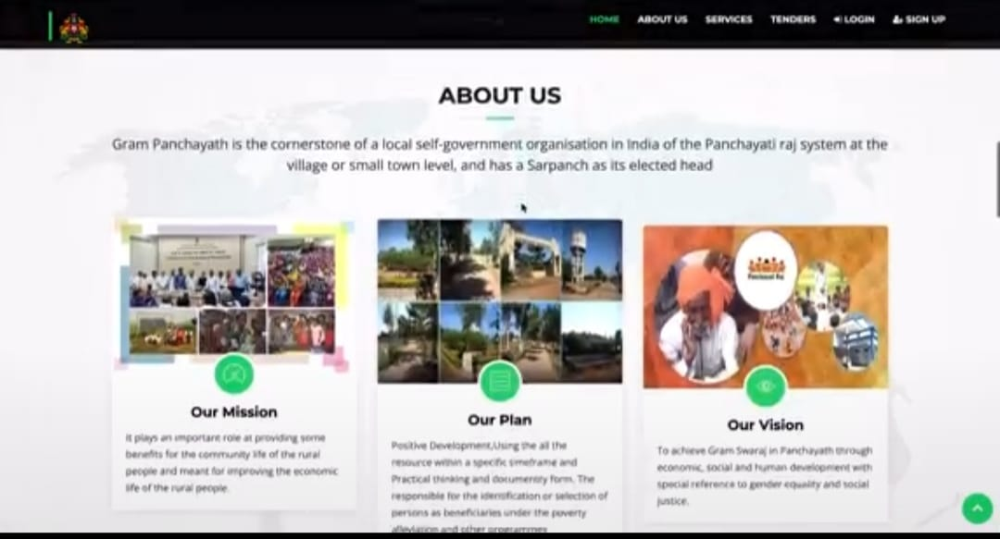 HOME ABOUT US SERVICES TENDERS LOGIN SIGN UP
ABOUT US
Gram Panchayath is the cornerstone of a local self-government organisation in India of the Panchayati raj system at the
village or small town level, and has a Sarpanch as its elected head
Our Mission
It plays an important role at providing some
benefits for the community life of the rural
people and meant for improving the economic
life of the rural people.
Our Plan
Positive Development,Using the all the
resource within a specific timeframe and
Practical thinking and documentry form. The
responsible for the identification or selection of
persons as beneficiaries under the poverty
alleviation and other programmes
Panchayati Raj
Our Vision
To achieve Gram Swaraj in Panchayath through
economic, social and human development with
special reference to gender equality and social
justice.